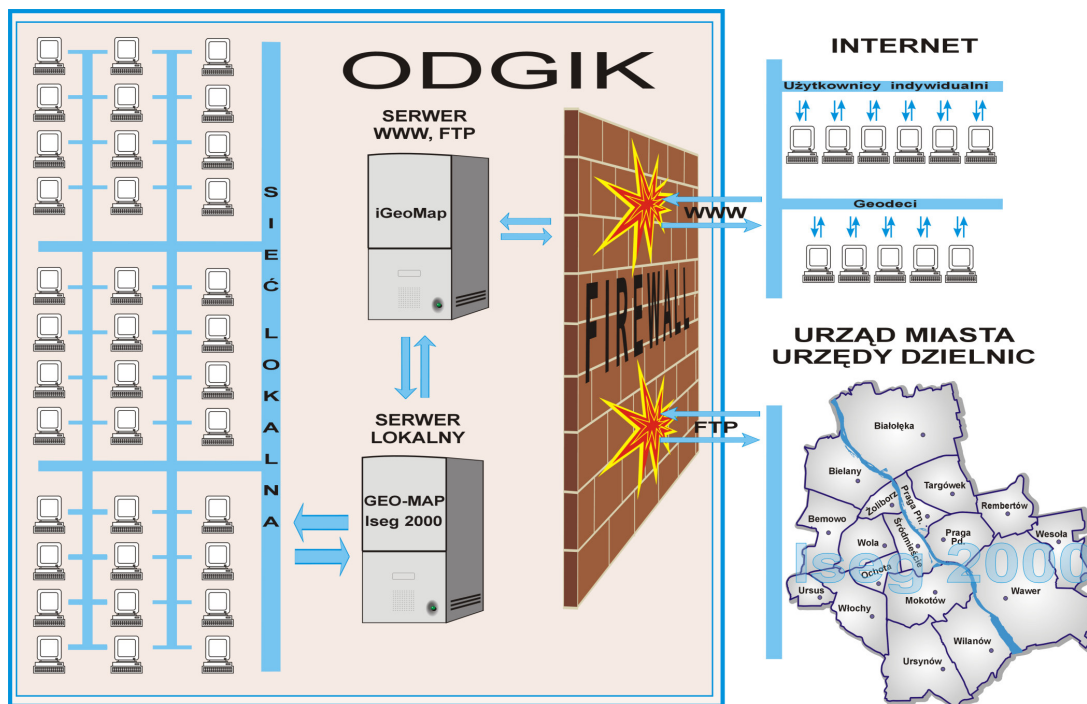 ODGIK
SERWER
WWW, FTP
iGeoMap
SERWER
LOKALNY
GEO-MAP
Iseg 2000
SIEĆ LOKALNA
FIREWALL
WWW
FTP
INTERNET
Użytkownicy indywidualni
Geodeci
URZĄD MIASTA
URZĘDY DZIELNIC
Białołęka
Bielany
Targówek
Żoliborz
Praga Pn.
Rembertów
Bemowo
Śródmieście
Praga
Pd.
Wesoła
Wola
Iseg 2000
Ochota
Ursus
Włochy
Mokotów
Wawer
Wilanów
Ursynów